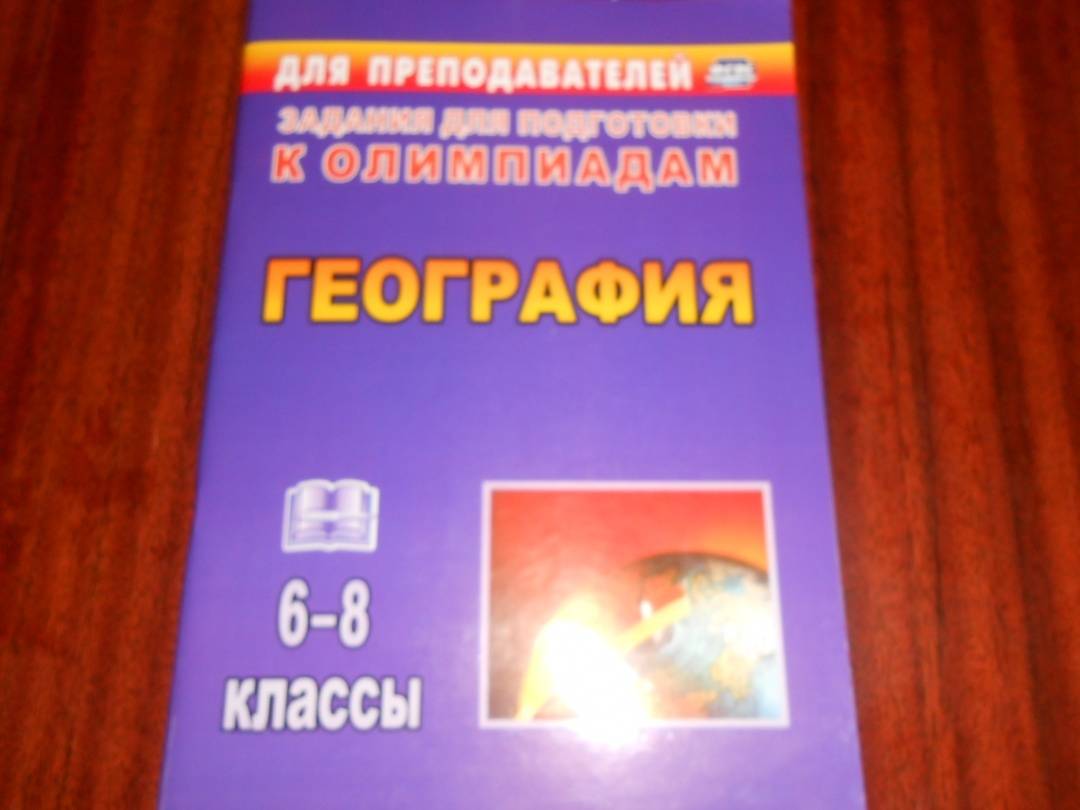 ДЛЯ ПРЕПОДАВАТЕЛЕЙ
ЗАДАНИЯ ДЛЯ ПОДГОТОВКИ
К ОЛИМПИАДАМ
ГЕОГРАФИЯ
6–8
классы